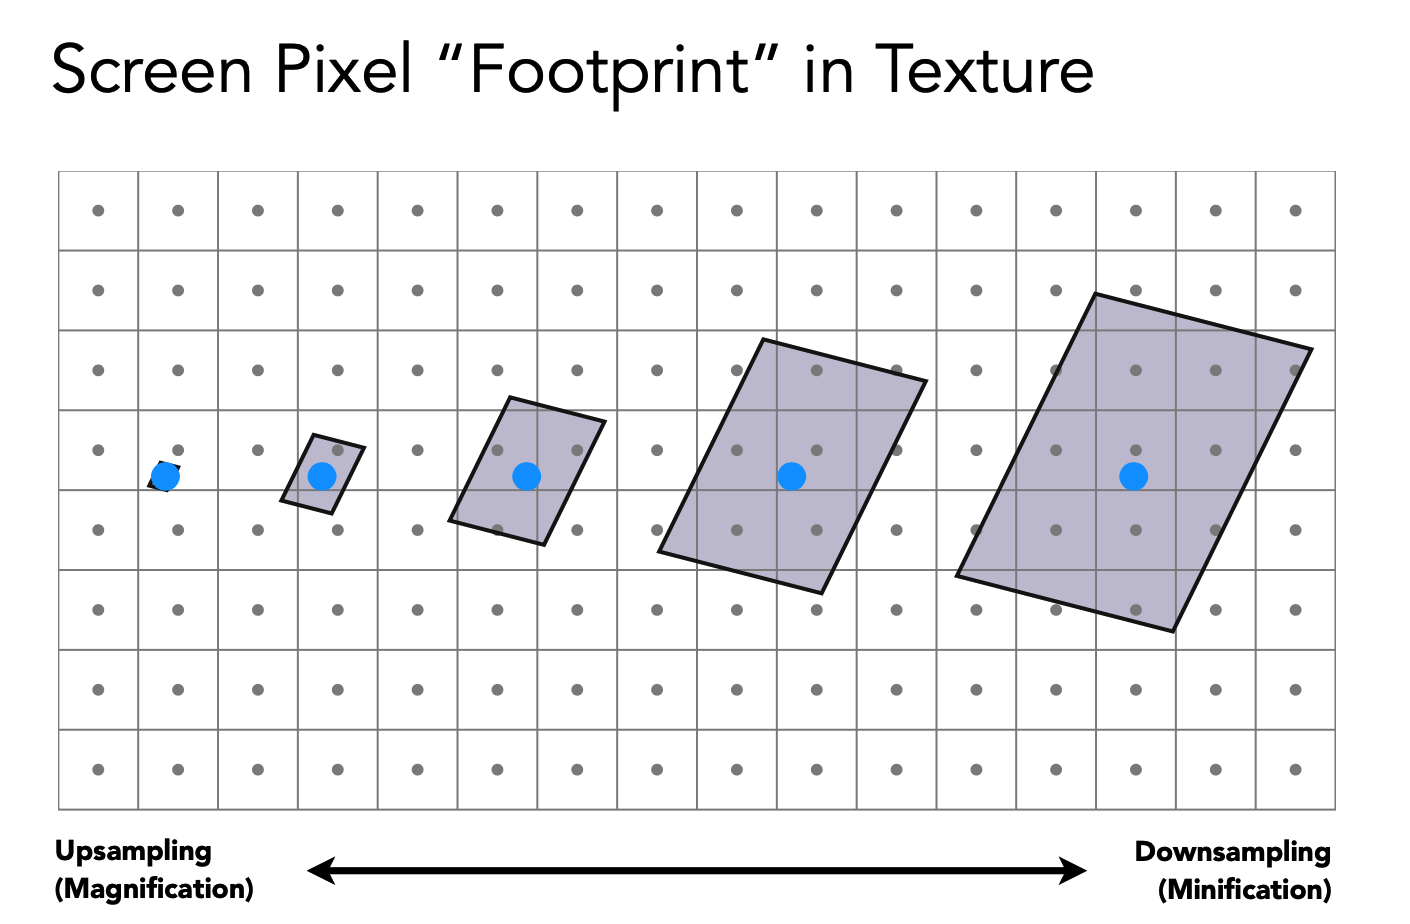 Screen Pixel “Footprint” in Texture
Upsampling
(Magnification)
Downsampling
(Minification)